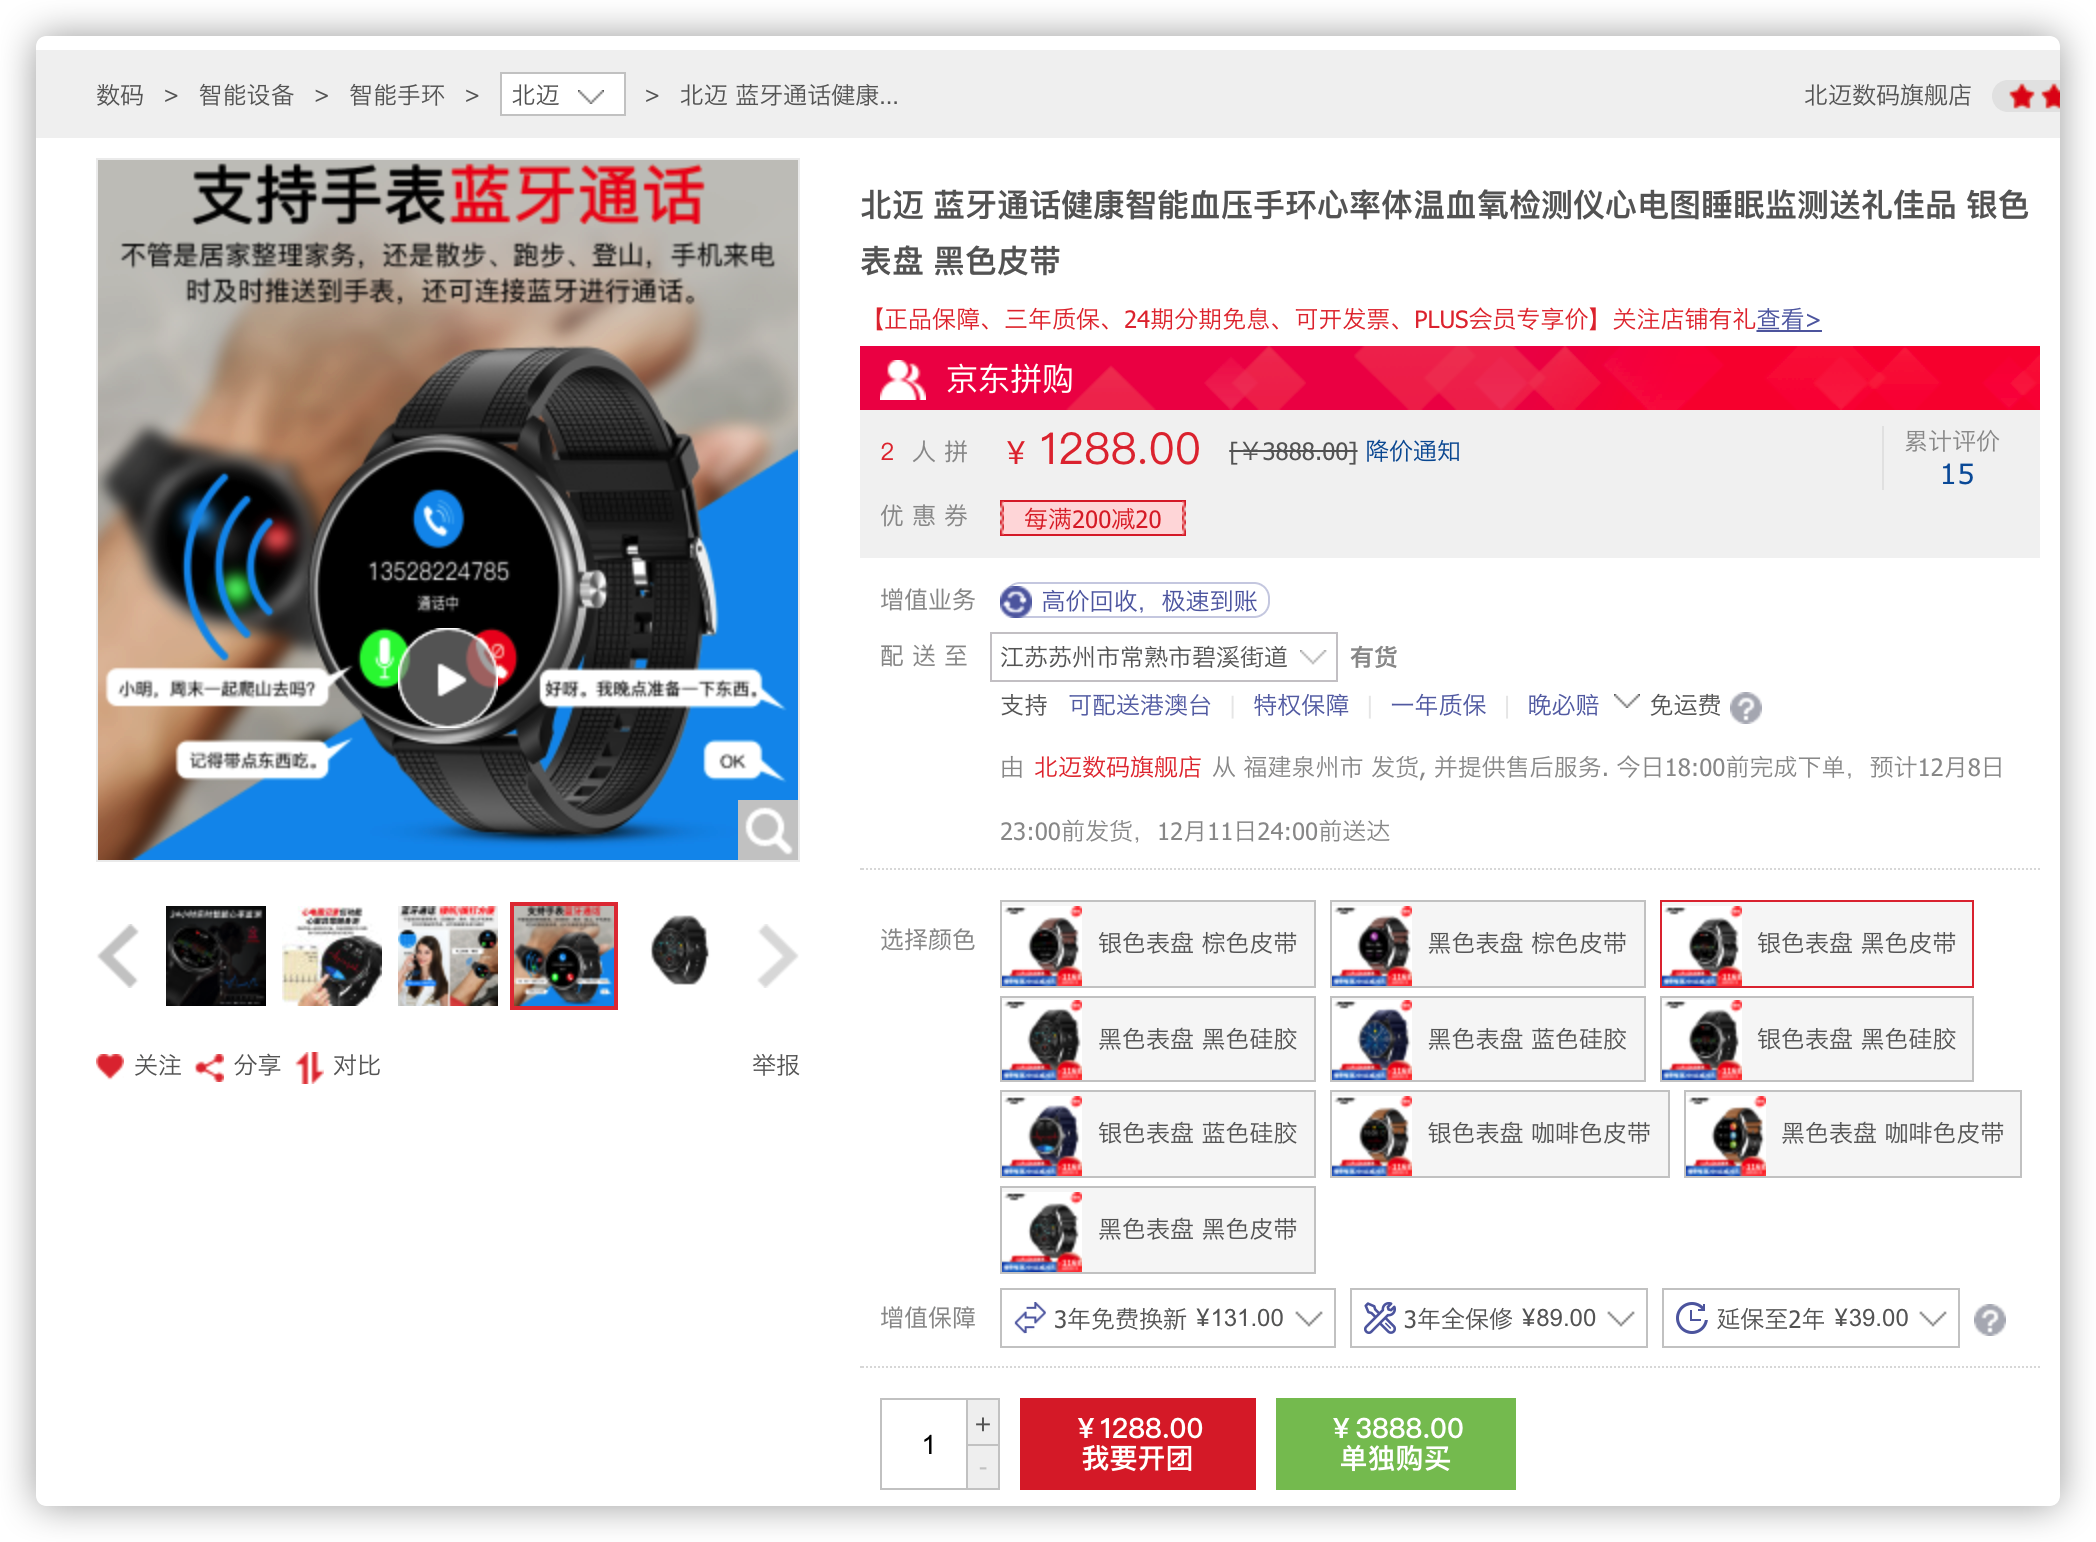 数码 > 智能设备 > 智能手环 > 北迈 > 北迈 蓝牙通话健康...
北迈数码旗舰店
支持手表蓝牙通话
不管是居家整理家务，还是散步、跑步、登山，手机来电
时及时推送到手表，还可连接蓝牙进行通话。
13528224785
通话中
小明，周末一起爬山去吗？
好呀。我晚点准备一下东西。
记得带点东西吃。
OK
支持手表蓝牙通话
关注 分享 对比
举报
北迈 蓝牙通话健康智能血压手环心率体温血氧检测仪心电图睡眠监测送礼佳品 银色
表盘 黑色皮带
【正品保障、三年质保、24期分期免息、可开发票、PLUS会员专享价】关注店铺有礼查看>
京东拼购
2 人拼 ￥1288.00 [￥3888.00] 降价通知
累计评价
15
优惠券 每满200减20
增值业务 高价回收，极速到账
配送至 江苏苏州市常熟市碧溪街道 有货
支持 可配送港澳台 | 特权保障 | 一年质保 | 晚必赔 免运费 ?
由 北迈数码旗舰店 从 福建泉州市 发货, 并提供售后服务. 今日18:00前完成下单，预计12月8日
23:00前发货，12月11日24:00前送达
选择颜色 银色表盘 棕色皮带 黑色表盘 棕色皮带 银色表盘 黑色皮带
黑色表盘 黑色硅胶 黑色表盘 蓝色硅胶 银色表盘 黑色硅胶
银色表盘 蓝色硅胶 银色表盘 咖啡色皮带 黑色表盘 咖啡色皮带
黑色表盘 黑色皮带
增值保障 3年免费换新 ¥131.00 3年全保修 ¥89.00 延保至2年 ¥39.00 ?
1 + -
￥1288.00
我要开团
￥3888.00
单独购买